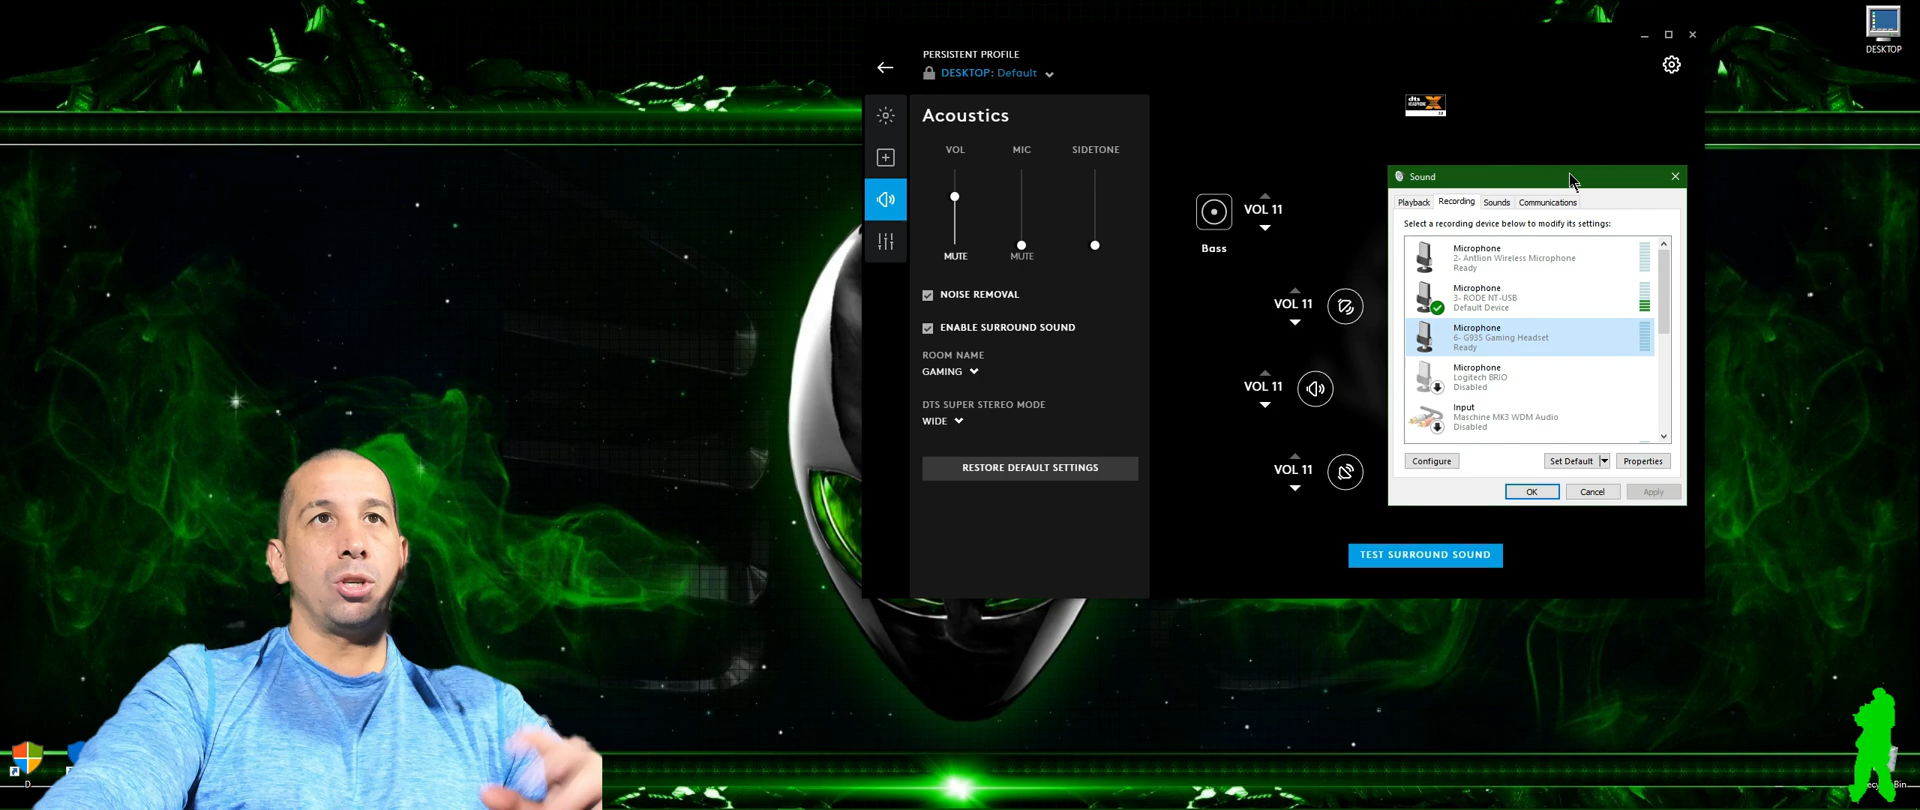 DESKTOP
PERSISTENT PROFILE
DESKTOP: Default
Acoustics
VOL
MIC
SIDETONE
MUTE
MUTE
NOISE REMOVAL
ENABLE SURROUND SOUND
ROOM NAME
GAMING
DTS SUPER STEREO MODE
WIDE
RESTORE DEFAULT SETTINGS
dts
X
VOL 11
Bass
VOL 11
VOL 11
VOL 11
TEST SURROUND SOUND
Sound
Playback
Recording
Sounds
Communications
Select a recording device below to modify its settings:
Microphone
2- Antlion Wireless Microphone
Ready
Microphone
3- RODE NT-USB
Default Device
Microphone
6- G935 Gaming Headset
Ready
Microphone
Logitech BRIO
Disabled
Input
Maschine MK3 WDM Audio
Disabled
Configure
Set Default
Properties
OK
Cancel
Apply
D
Bin